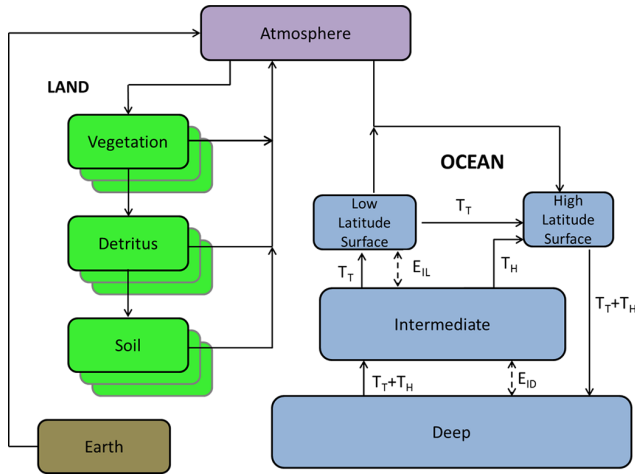 Atmosphere
LAND
Vegetation
Detritus
Soil
Earth
OCEAN
Low
Latitude
Surface
T_T
High
Latitude
Surface
T_T
E_IL
T_H
T_T+T_H
Intermediate
T_T+T_H
E_ID
Deep